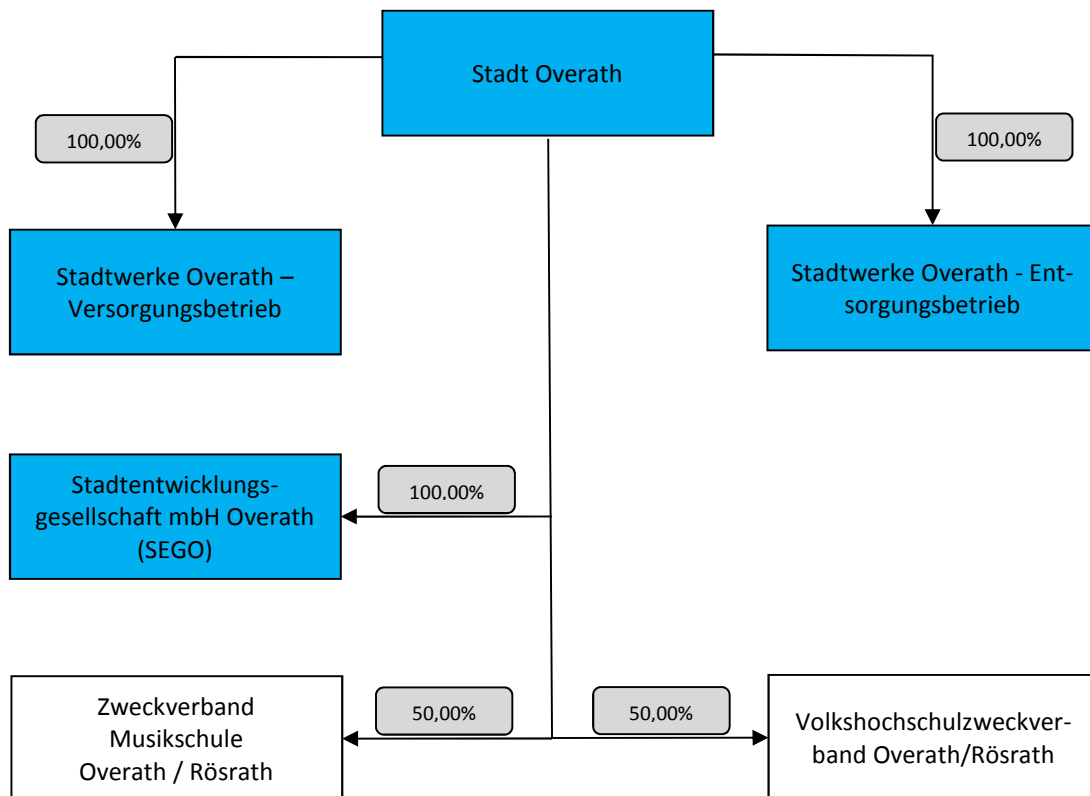 Stadt Overath
100,00%
100,00%
Stadtwerke Overath –
Versorgungsbetrieb
Stadtwerke Overath - Ent-
sorgungsbetrieb
Stadtentwicklungs-
gesellschaft mbH Overath
(SEGO)
100,00%
Zweckverband
Musikschule
Overath / Rösrath
50,00%
50,00%
Volkshochschulzweckver-
band Overath/Rösrath